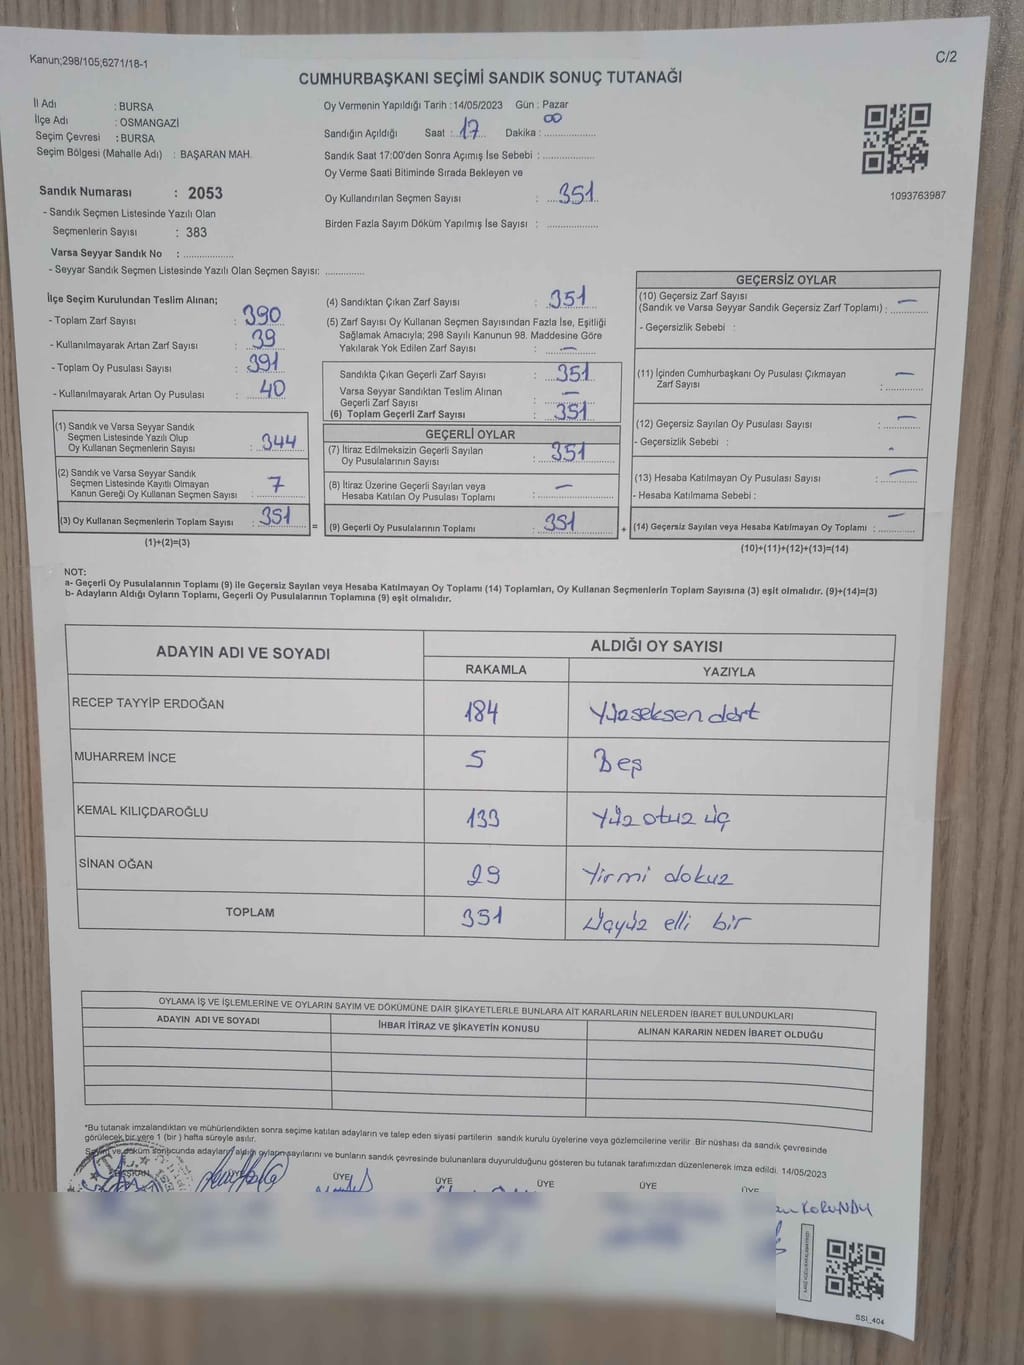 Kanun;298/105;6271/18-1
C/2
CUMHURBAŞKANI SEÇİMİ SANDIK SONUÇ TUTANAĞI
İl Adı : BURSA
İlçe Adı : OSMANGAZİ
Seçim Çevresi : BURSA
Seçim Bölgesi (Mahalle Adı) : BAŞARAN MAH.
Sandık Numarası : 2053
- Sandık Seçmen Listesinde Yazılı Olan
Seçmenlerin Sayısı : 383
Varsa Seyyar Sandık No : ................
- Seyyar Sandık Seçmen Listesinde Yazılı Olan Seçmen Sayısı: ............
Oy Vermenin Yapıldığı Tarih : 14/05/2023 Gün : Pazar
Sandığın Açıldığı Saat : 17 Dakika : 00
Sandık Saat 17:00'den Sonra Açımış İse Sebebi : ................
Oy Verme Saati Bitiminde Sırada Bekleyen ve
Oy Kullandırılan Seçmen Sayısı : 351
Birden Fazla Sayım Döküm Yapılmış İse Sayısı : ................
1093763987
İlçe Seçim Kurulundan Teslim Alınan;
- Toplam Zarf Sayısı : 390
- Kullanılmayarak Artan Zarf Sayısı : 39
- Toplam Oy Pusulası Sayısı : 391
- Kullanılmayarak Artan Oy Pusulası : 40
(1) Sandık ve Varsa Seyyar Sandık
Seçmen Listesinde Yazılı Olup
Oy Kullanan Seçmenlerin Sayısı : 344
(2) Sandık ve Varsa Seyyar Sandık
Seçmen Listesinde Kayıtlı Olmayan
Kanun Gereği Oy Kullanan Seçmen Sayısı : 7
(3) Oy Kullanan Seçmenlerin Toplam Sayısı : 351
(1)+(2)=(3)
(4) Sandıktan Çıkan Zarf Sayısı : 351
(5) Zarf Sayısı Oy Kullanan Seçmen Sayısından Fazla İse, Eşitliği
Sağlamak Amacıyla; 298 Sayılı Kanunun 98. Maddesine Göre
Yakılarak Yok Edilen Zarf Sayısı : —
Sandıkta Çıkan Geçerli Zarf Sayısı : 351
Varsa Seyyar Sandıktan Teslim Alınan
Geçerli Zarf Sayısı : —
(6) Toplam Geçerli Zarf Sayısı : 351
GEÇERLİ OYLAR
(7) İtiraz Edilmeksizin Geçerli Sayılan
Oy Pusulalarının Sayısı : 351
(8) İtiraz Üzerine Geçerli Sayılan veya
Hesaba Katılan Oy Pusulası Toplamı : —
= (9) Geçerli Oy Pusulalarının Toplamı : 351
GEÇERSİZ OYLAR
(10) Geçersiz Zarf Sayısı
(Sandık ve Varsa Seyyar Sandık Geçersiz Zarf Toplamı) : —
- Geçersizlik Sebebi :
(11) İçinden Cumhurbaşkanı Oy Pusulası Çıkmayan
Zarf Sayısı : —
(12) Geçersiz Sayılan Oy Pusulası Sayısı : —
- Geçersizlik Sebebi :
(13) Hesaba Katılmayan Oy Pusulası Sayısı : —
- Hesaba Katılmama Sebebi :
+ (14) Geçersiz Sayılan veya Hesaba Katılmayan Oy Toplamı : —
(10)+(11)+(12)+(13)=(14)
NOT:
a- Geçerli Oy Pusulalarının Toplamı (9) ile Geçersiz Sayılan veya Hesaba Katılmayan Oy Toplamı (14) Toplamları, Oy Kullanan Seçmenlerin Toplam Sayısına (3) eşit olmalıdır. (9)+(14)=(3)
b- Adayların Aldığı Oyların Toplamı, Geçerli Oy Pusulalarının Toplamına (9) eşit olmalıdır.
ADAYIN ADI VE SOYADI ALDIĞI OY SAYISI
RAKAMLA YAZIYLA
RECEP TAYYİP ERDOĞAN 184 Yüzseksen dört
MUHARREM İNCE 5 Beş
KEMAL KILIÇDAROĞLU 133 Yüz otuz üç
SİNAN OĞAN 29 Yirmi dokuz
TOPLAM 351 Üçyüz elli bir
OYLAMA İŞ VE İŞLEMLERİNE VE OYLARIN SAYIM VE DÖKÜMÜNE DAİR ŞİKAYETLERLE BUNLARA AİT KARARLARIN NELERDEN İBARET BULUNDUKLARI
ADAYIN ADI VE SOYADI İHBAR İTİRAZ VE ŞİKAYETİN KONUSU ALINAN KARARIN NEDEN İBARET OLDUĞU
*Bu tutanak imzalandıktan ve mühürlendikten sonra seçime katılan adayların ve talep eden siyasi partilerin sandık kurulu üyelerine veya gözlemcilerine verilir Bir nüshası da sandık çevresinde
görülecek bir yere 1 (bir ) hafta süreyle asılır.
Sayım ve döküm sonucunda adayların aldığı oyların sayılarını ve bunların sandık çevresinde bulunanlara duyurulduğunu gösteren bu tutanak tarafımızdan düzenlenerek imza edildi. 14/05/2023
BAŞKAN ÜYE ÜYE ÜYE ÜYE ÜYE ÜYE
KORUNDU
SSI_404